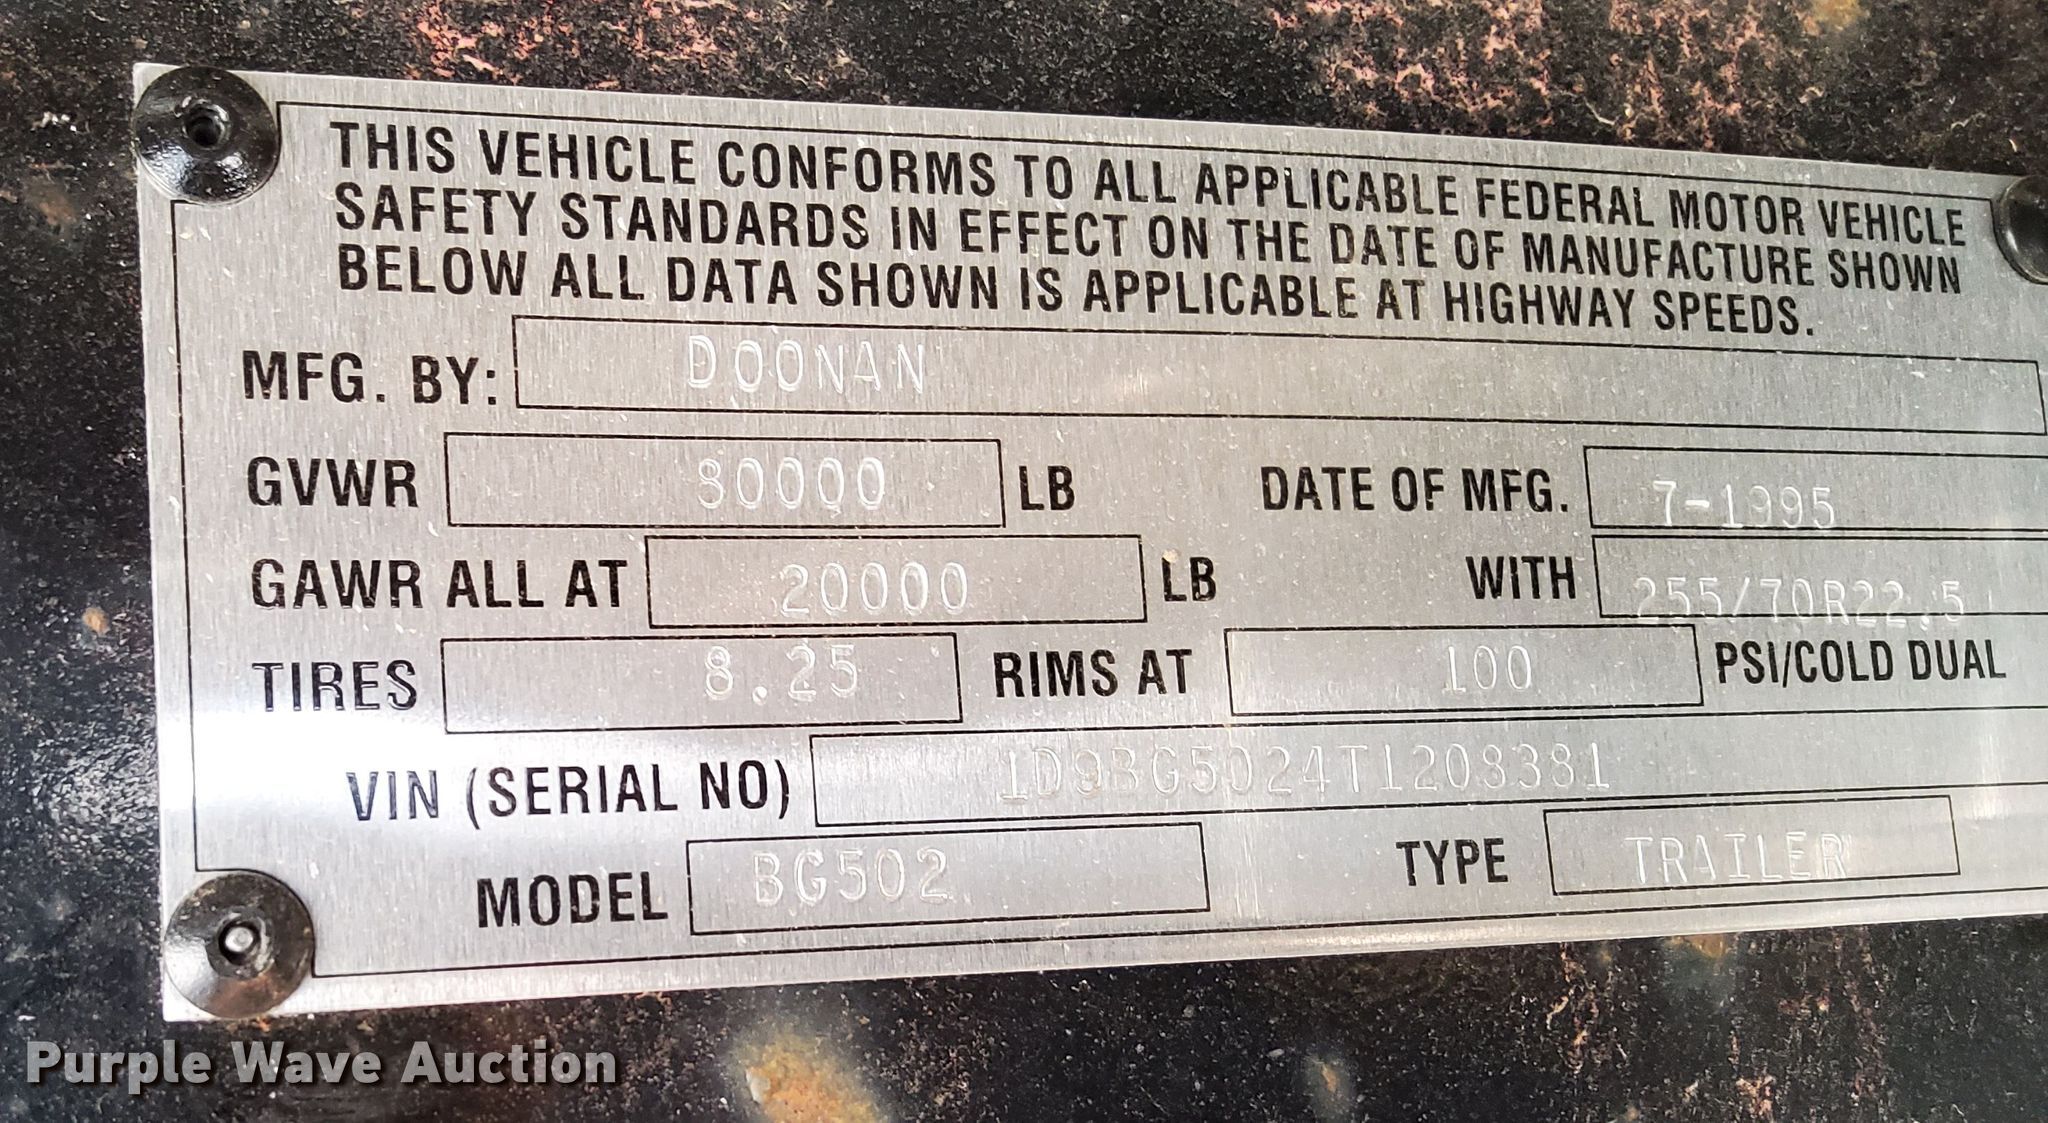 THIS VEHICLE CONFORMS TO ALL APPLICABLE FEDERAL MOTOR VEHICLE
SAFETY STANDARDS IN EFFECT ON THE DATE OF MANUFACTURE SHOWN
BELOW ALL DATA SHOWN IS APPLICABLE AT HIGHWAY SPEEDS.
MFG. BY: DOONAN
GVWR 80000 LB DATE OF MFG. 7-1995
GAWR ALL AT 20000 LB WITH 255/70R22.5
TIRES 8.25 RIMS AT 100 PSI/COLD DUAL
VIN (SERIAL NO) 1D9BG5024T1208381
MODEL BG502 TYPE TRAILER
Purple Wave Auction